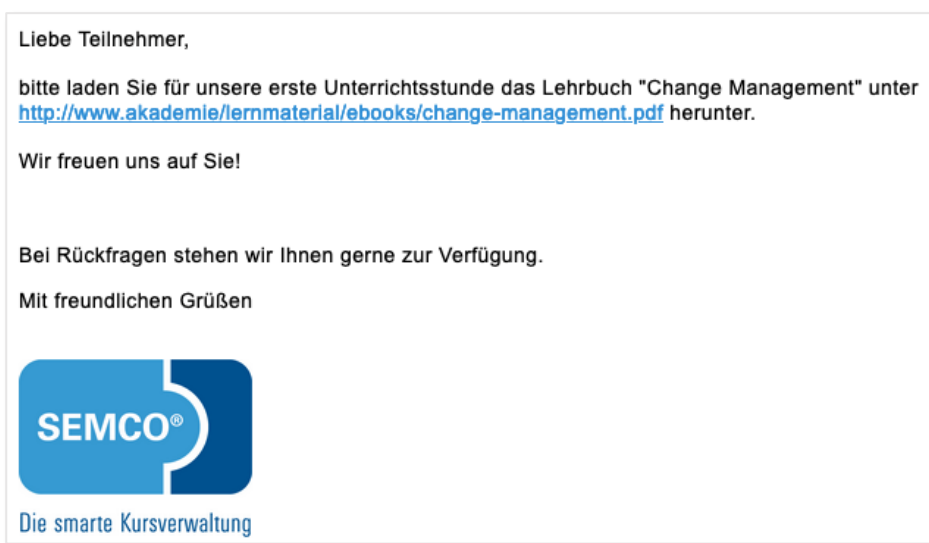 Liebe Teilnehmer,
bitte laden Sie für unsere erste Unterrichtsstunde das Lehrbuch "Change Management" unter
http://www.akademie/lernmaterial/ebooks/change-management.pdf herunter.
Wir freuen uns auf Sie!
Bei Rückfragen stehen wir Ihnen gerne zur Verfügung.
Mit freundlichen Grüßen
SEMCO®
Die smarte Kursverwaltung